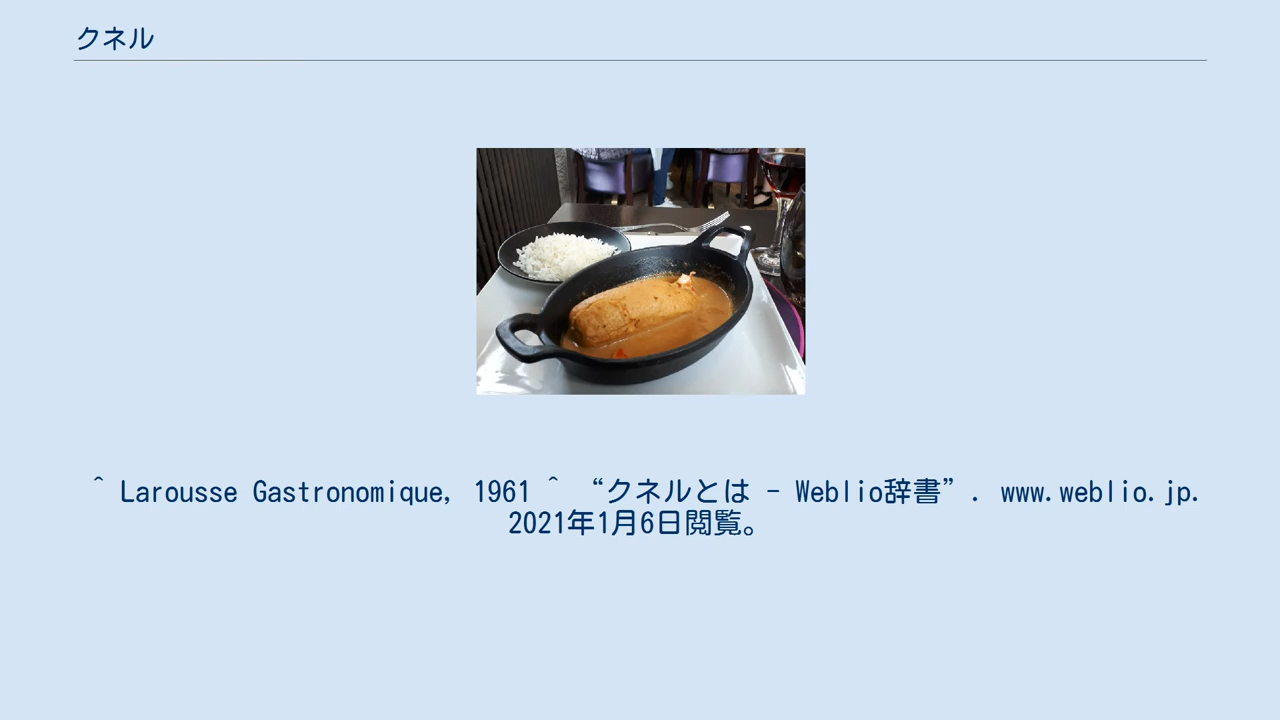 クネル
^ Larousse Gastronomique, 1961 ^ “クネルとは - Weblio辞書”. www.weblio.jp.
2021年1月6日閲覧。